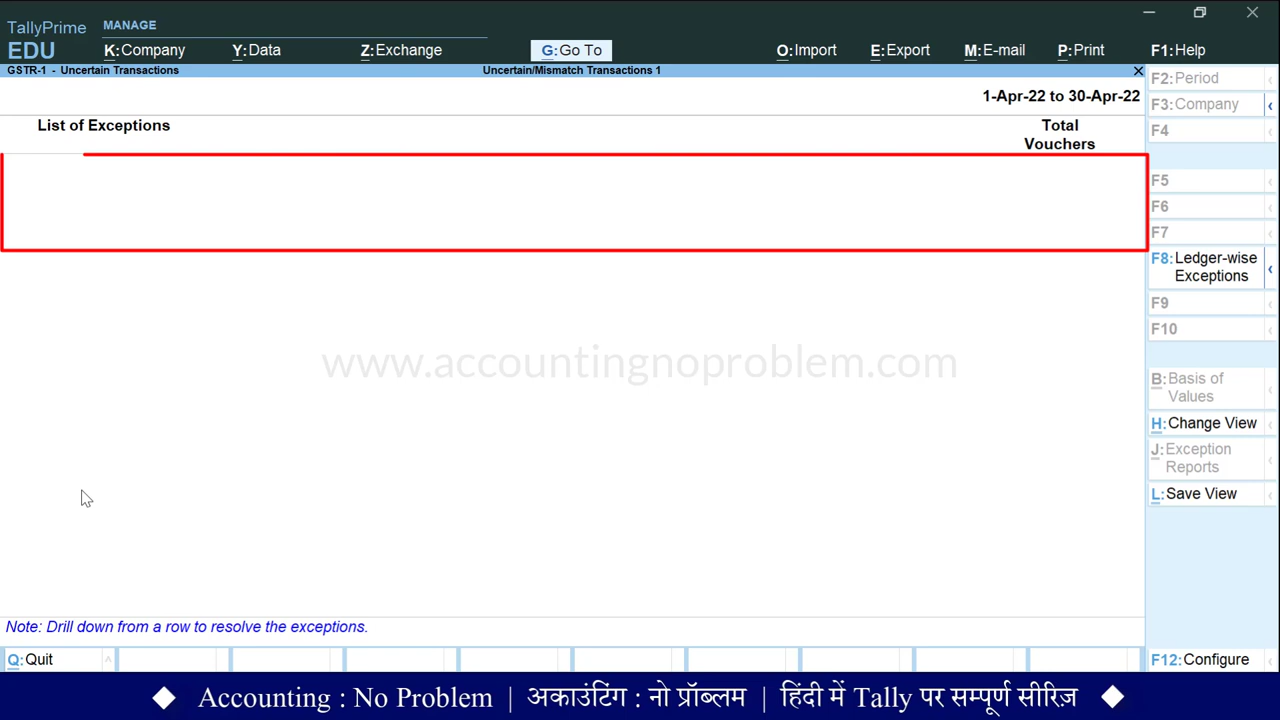 TallyPrime
EDU
MANAGE
K:Company
Y:Data
Z:Exchange
G:Go To
O:Import
E:Export
M:E-mail
P:Print
F1:Help
GSTR-1 - Uncertain Transactions
Uncertain/Mismatch Transactions 1
1-Apr-22 to 30-Apr-22
List of Exceptions
Total
Vouchers
F2:Period
F3:Company
F4
F5
F6
F7
F8:Ledger-wise
Exceptions
F9
F10
B:Basis of
Values
H:Change View
J:Exception
Reports
L:Save View
www.accountingnoproblem.com
Note: Drill down from a row to resolve the exceptions.
Q:Quit
F12:Configure
Accounting : No Problem | अकाउंटिंग : नो प्रॉब्लम | हिंदी में Tally पर सम्पूर्ण सीरिज़